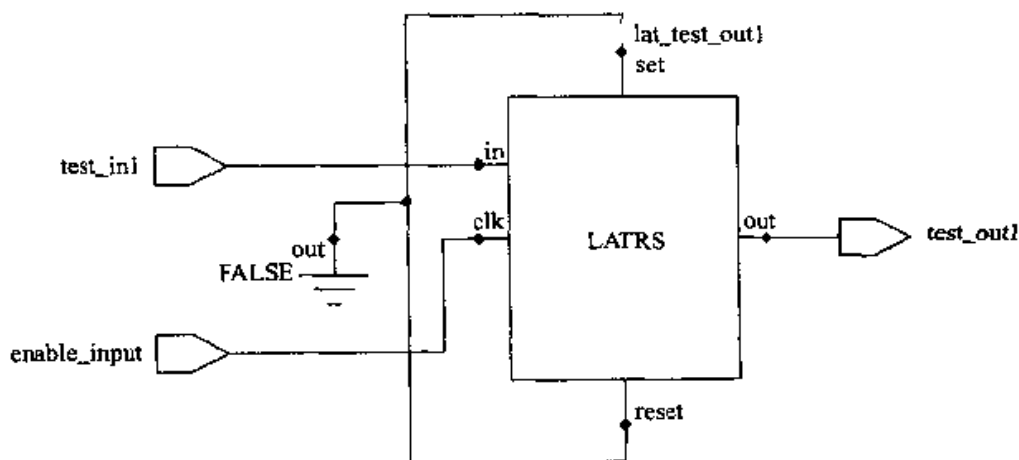 lat_test_out1
set
test_in1
in
clk
out
FALSE
LATRS
out
test_out1
enable_input
reset